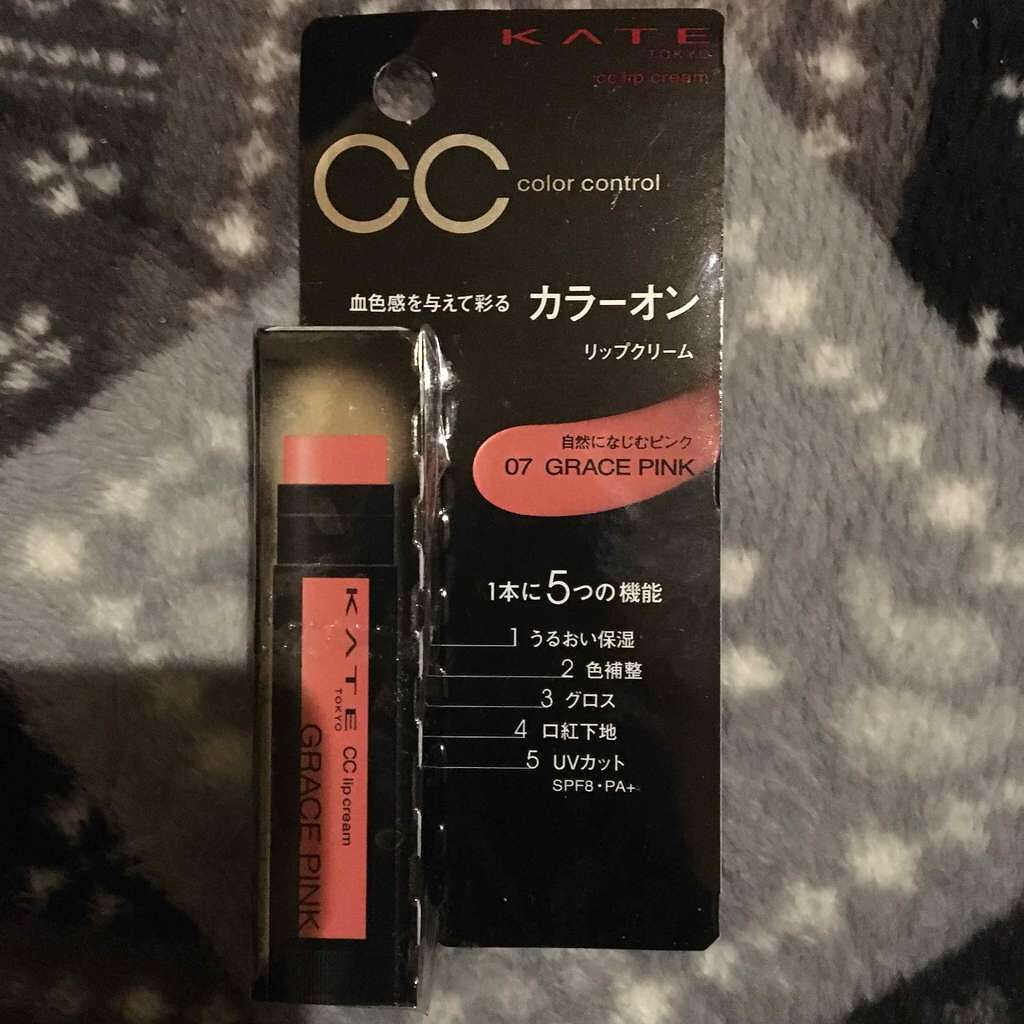 KATE
TOKYO
cc lip cream
CC color control
血色感を与えて彩る カラーオン
リップクリーム
自然になじむピンク
07 GRACE PINK
1本に5つの機能
1 うるおい保湿
2 色補整
3 グロス
4 口紅下地
5 UVカット
SPF8・PA+
KATE
TOKYO
CC lip cream
GRACE PINK